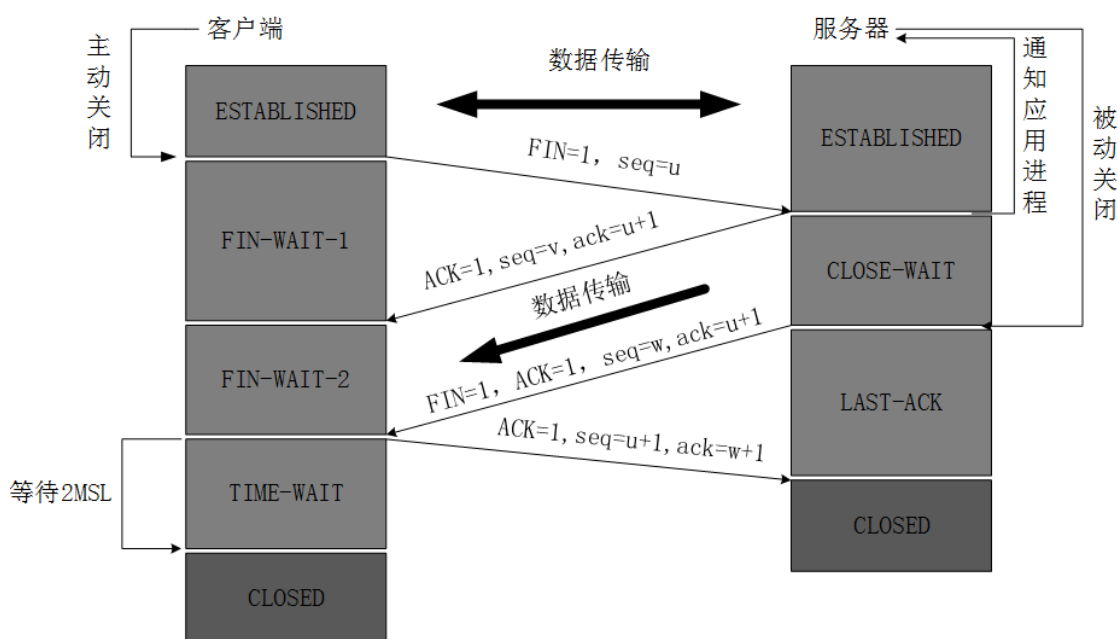 客户端
服务器
主动关闭
数据传输
通知应用进程
被动关闭
ESTABLISHED
ESTABLISHED
FIN=1, seq=u
FIN-WAIT-1
ACK=1,seq=v,ack=u+1
CLOSE-WAIT
数据传输
FIN-WAIT-2
FIN=1, ACK=1, seq=w,ack=u+1
LAST-ACK
ACK=1,seq=u+1,ack=w+1
等待2MSL
TIME-WAIT
CLOSED
CLOSED